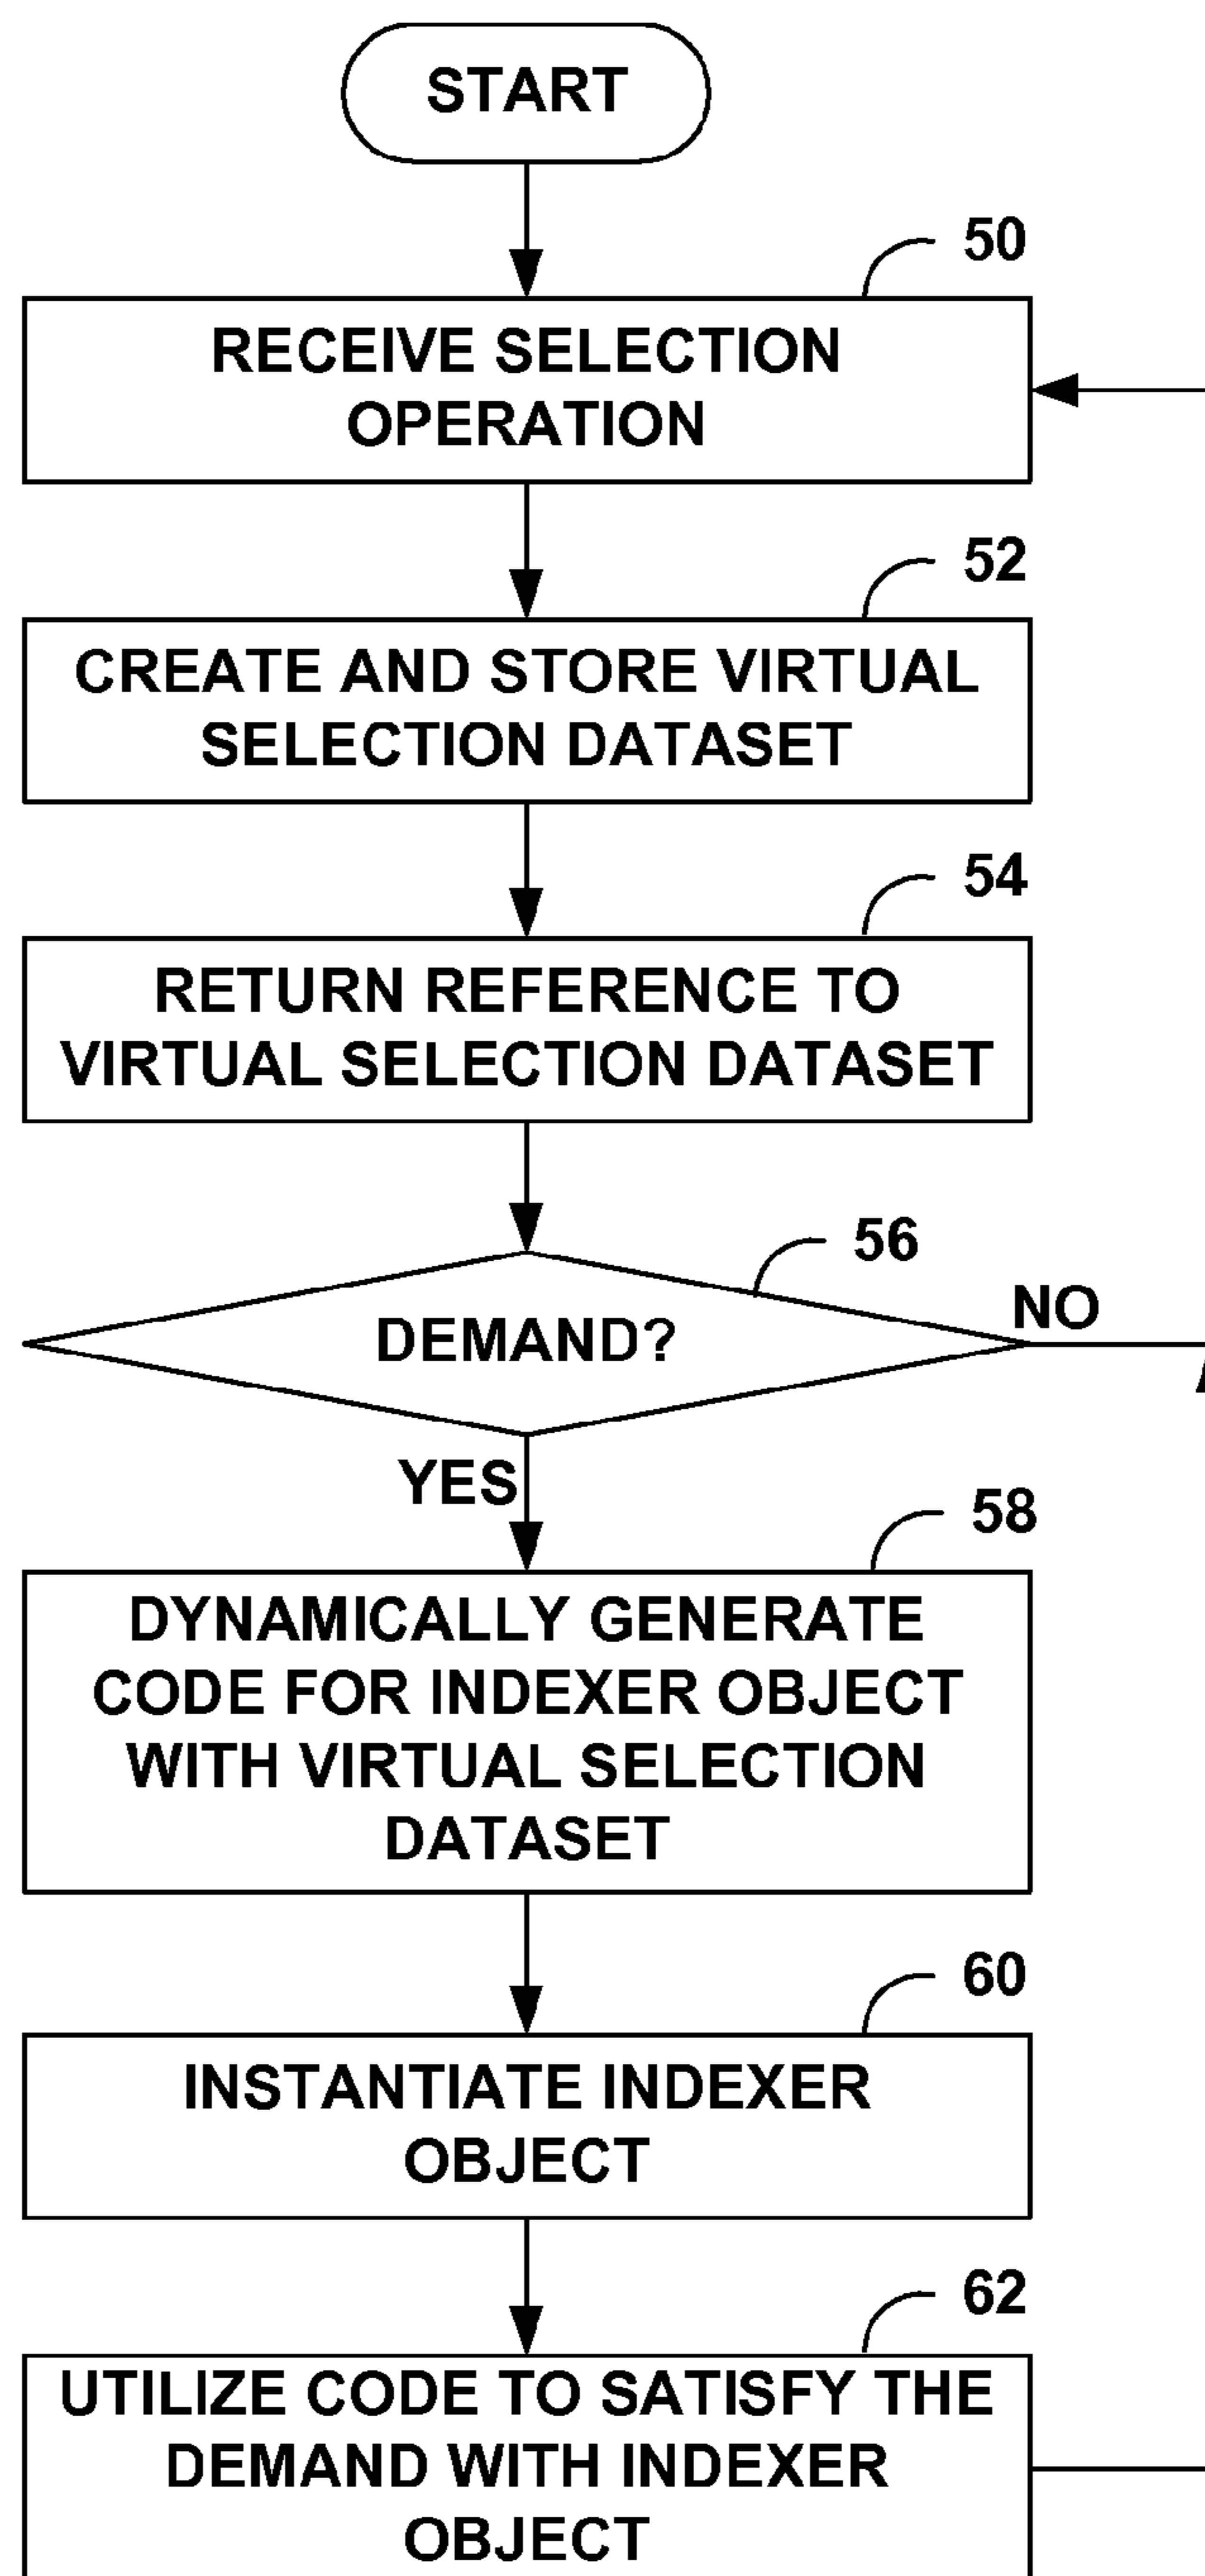 START
50
RECEIVE SELECTION
OPERATION
52
CREATE AND STORE VIRTUAL
SELECTION DATASET
54
RETURN REFERENCE TO
VIRTUAL SELECTION DATASET
56
NO
DEMAND?
YES
58
DYNAMICALLY GENERATE
CODE FOR INDEXER OBJECT
WITH VIRTUAL SELECTION
DATASET
60
INSTANTIATE INDEXER
OBJECT
62
UTILIZE CODE TO SATISFY THE
DEMAND WITH INDEXER
OBJECT